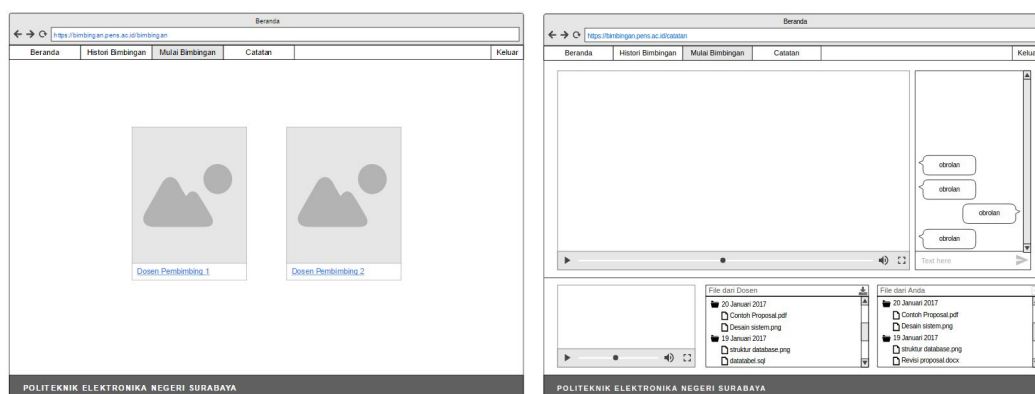 Beranda
https://bimbingan.pens.ac.id/bimbingan
Beranda Histori Bimbingan Mulai Bimbingan Catatan Keluar
Dosen Pembimbing 1 Dosen Pembimbing 2
POLITEKNIK ELEKTRONIKA NEGERI SURABAYA
Beranda
https://bimbingan.pens.ac.id/catatan
Beranda Histori Bimbingan Mulai Bimbingan Catatan Keluar
obrolan
obrolan
obrolan
obrolan
Text here
File dari Dosen
20 Januari 2017
Contoh Proposal.pdf
Desain sistem.png
19 Januari 2017
struktur database.png
datatabel.sql
File dari Anda
20 Januari 2017
Contoh Proposal.pdf
Desain sistem.png
19 Januari 2017
struktur database.png
Revisi proposal.docx
POLITEKNIK ELEKTRONIKA NEGERI SURABAYA